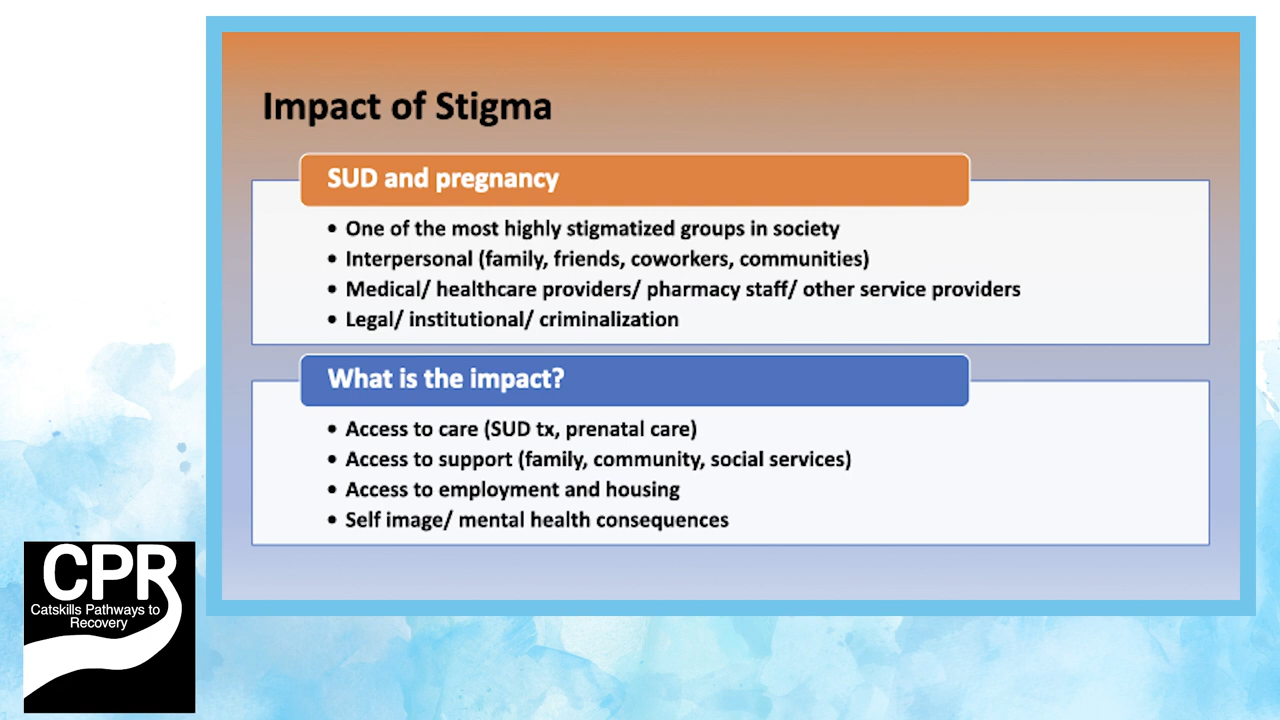 Impact of Stigma
SUD and pregnancy
• One of the most highly stigmatized groups in society
• Interpersonal (family, friends, coworkers, communities)
• Medical/ healthcare providers/ pharmacy staff/ other service providers
• Legal/ institutional/ criminalization
What is the impact?
• Access to care (SUD tx, prenatal care)
• Access to support (family, community, social services)
• Access to employment and housing
• Self image/ mental health consequences
CPR
Catskills Pathways to
Recovery